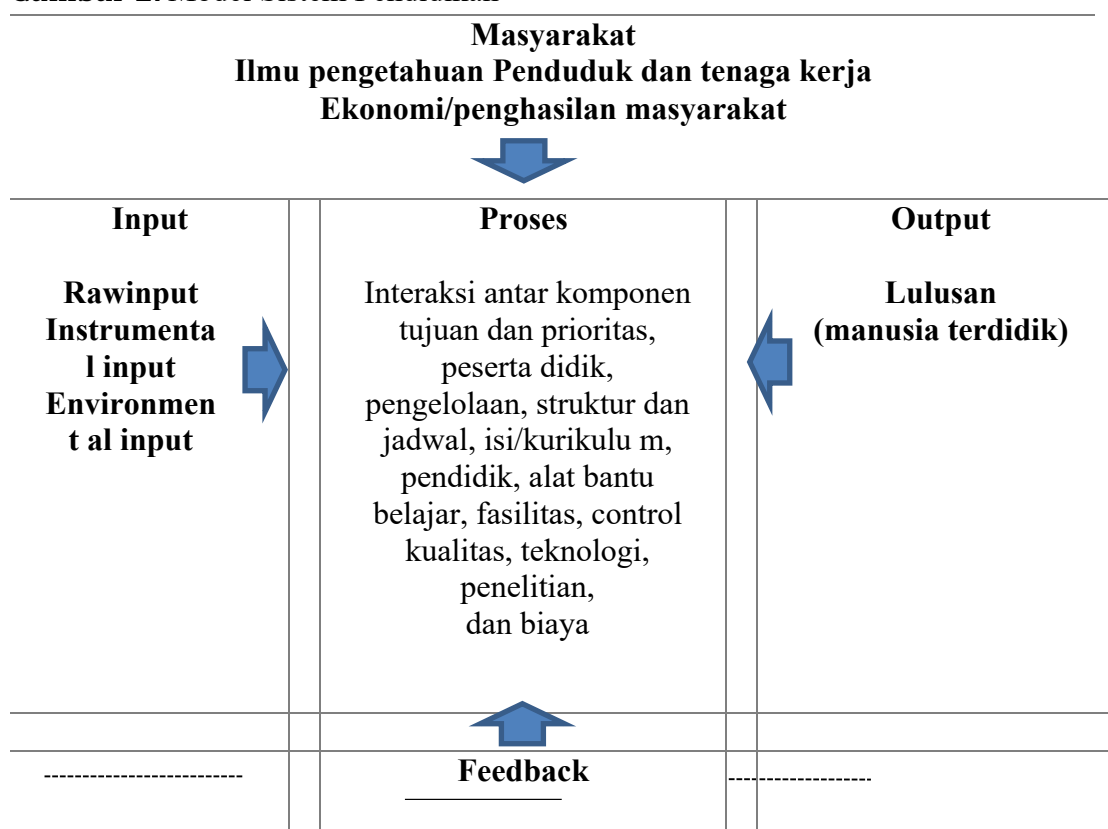 Masyarakat
Ilmu pengetahuan Penduduk dan tenaga kerja
Ekonomi/penghasilan masyarakat
Input
Rawinput
Instrumenta
l input
Environmen
t al input
Proses
Interaksi antar komponen
tujuan dan prioritas,
peserta didik,
pengelolaan, struktur dan
jadwal, isi/kurikulu m,
pendidik, alat bantu
belajar, fasilitas, control
kualitas, teknologi,
penelitian,
dan biaya
Output
Lulusan
(manusia terdidik)
Feedback